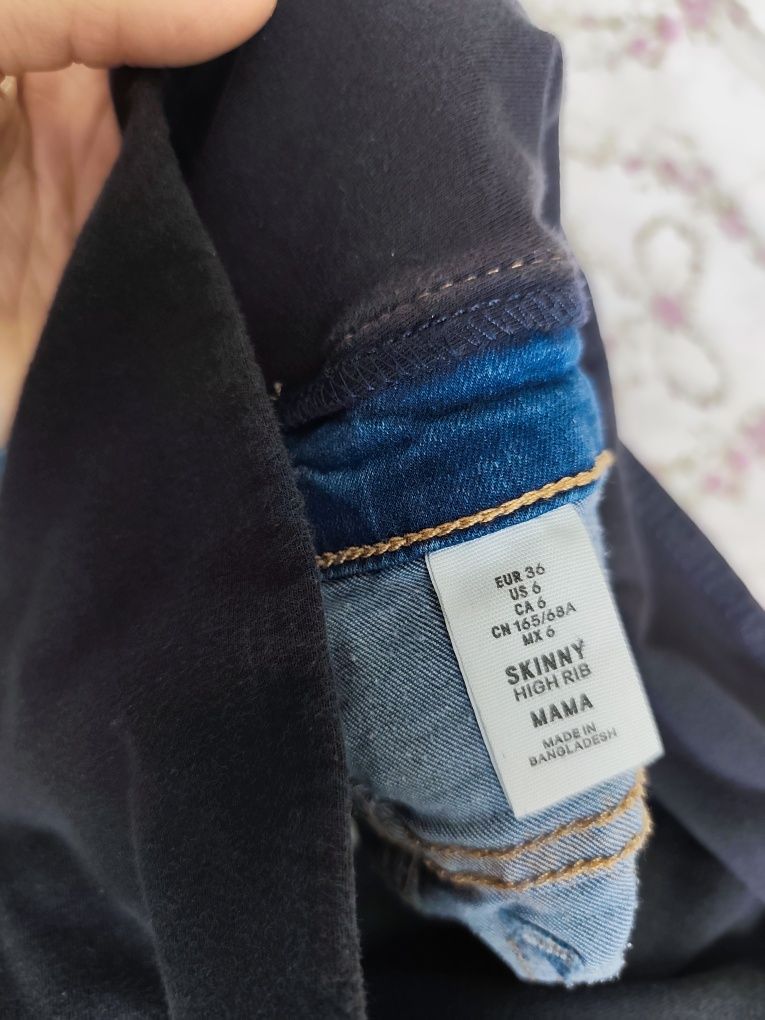 EUR 36
US 6
CA 6
CN 165/68A
MX 6
SKINNY
HIGH RIB
MAMA
MADE IN
BANGLADESH